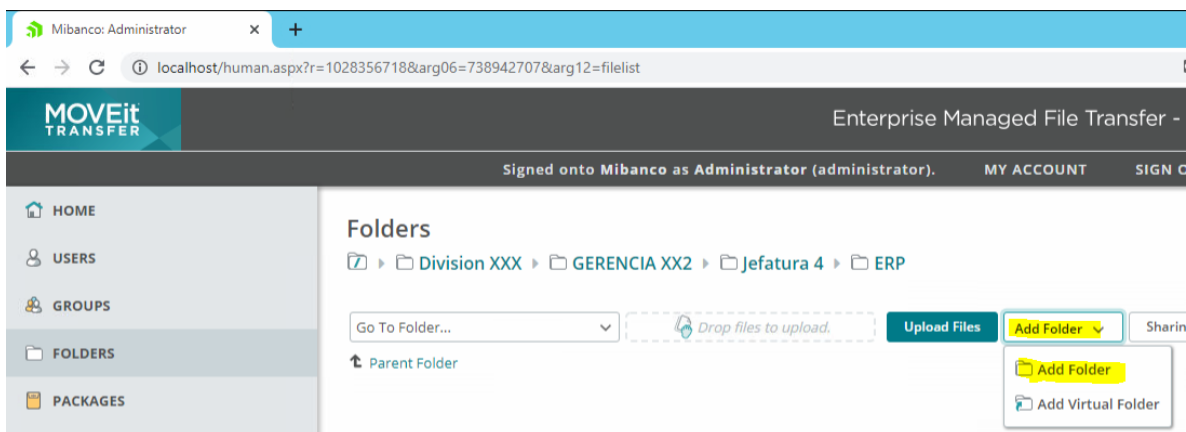 Mibanco: Administrator
localhost/human.aspx?r=1028356718&arg06=738942707&arg12=filelist
MOVEit
TRANSFER
Enterprise Managed File Transfer -
Signed onto Mibanco as Administrator (administrator). MY ACCOUNT SIGN O
HOME
USERS
GROUPS
FOLDERS
PACKAGES
Folders
Division XXX GERENCIA XX2 Jefatura 4 ERP
Go To Folder... Drop files to upload. Upload Files Add Folder Sharin
Parent Folder
Add Folder
Add Virtual Folder